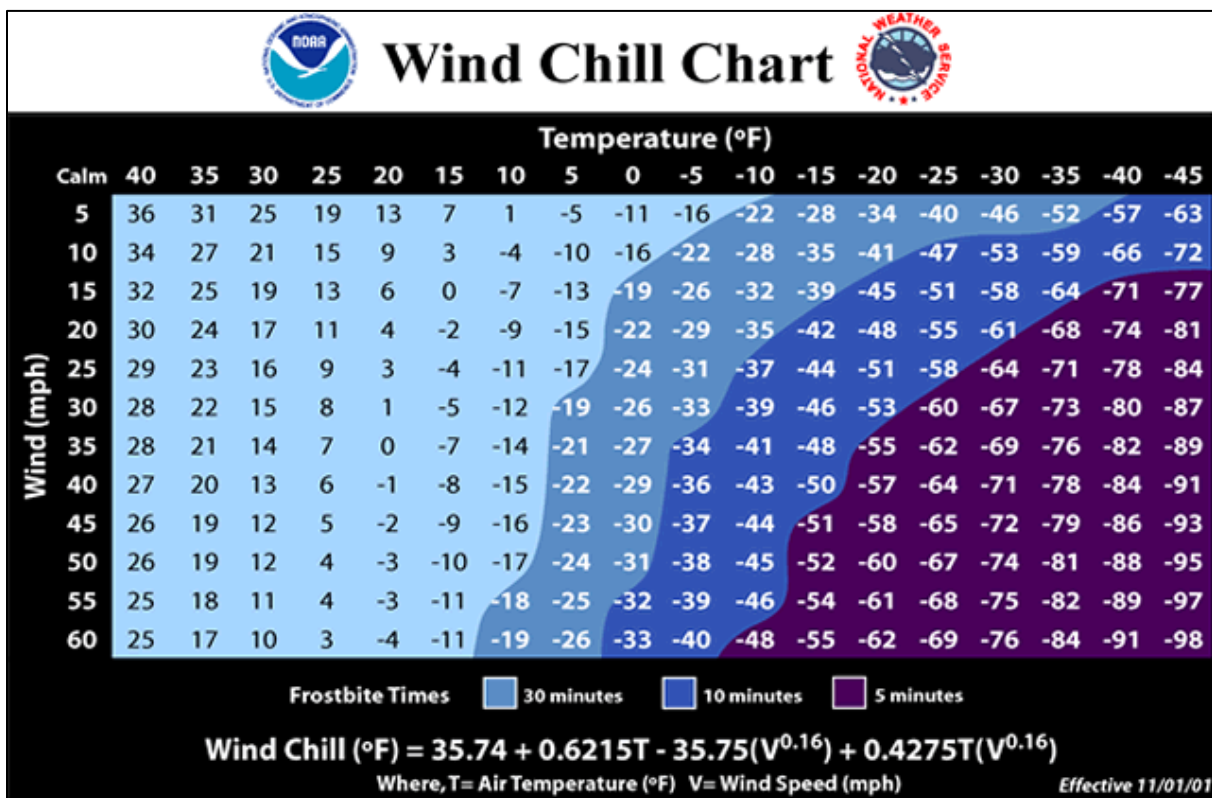 NOAA
NATIONAL OCEANIC AND ATMOSPHERIC ADMINISTRATION
U.S. DEPARTMENT OF COMMERCE
Wind Chill Chart
NATIONAL WEATHER SERVICE
Temperature (ºF)
Calm 40 35 30 25 20 15 10 5 0 -5 -10 -15 -20 -25 -30 -35 -40 -45
Wind (mph)
5 36 31 25 19 13 7 1 -5 -11 -16 -22 -28 -34 -40 -46 -52 -57 -63
10 34 27 21 15 9 3 -4 -10 -16 -22 -28 -35 -41 -47 -53 -59 -66 -72
15 32 25 19 13 6 0 -7 -13 -19 -26 -32 -39 -45 -51 -58 -64 -71 -77
20 30 24 17 11 4 -2 -9 -15 -22 -29 -35 -42 -48 -55 -61 -68 -74 -81
25 29 23 16 9 3 -4 -11 -17 -24 -31 -37 -44 -51 -58 -64 -71 -78 -84
30 28 22 15 8 1 -5 -12 -19 -26 -33 -39 -46 -53 -60 -67 -73 -80 -87
35 28 21 14 7 0 -7 -14 -21 -27 -34 -41 -48 -55 -62 -69 -76 -82 -89
40 27 20 13 6 -1 -8 -15 -22 -29 -36 -43 -50 -57 -64 -71 -78 -84 -91
45 26 19 12 5 -2 -9 -16 -23 -30 -37 -44 -51 -58 -65 -72 -79 -86 -93
50 26 19 12 4 -3 -10 -17 -24 -31 -38 -45 -52 -60 -67 -74 -81 -88 -95
55 25 18 11 4 -3 -11 -18 -25 -32 -39 -46 -54 -61 -68 -75 -82 -89 -97
60 25 17 10 3 -4 -11 -19 -26 -33 -40 -48 -55 -62 -69 -76 -84 -91 -98
Frostbite Times 30 minutes 10 minutes 5 minutes
Wind Chill (ºF) = 35.74 + 0.6215T - 35.75(V^0.16) + 0.4275T(V^0.16)
Where, T= Air Temperature (ºF) V= Wind Speed (mph) Effective 11/01/01